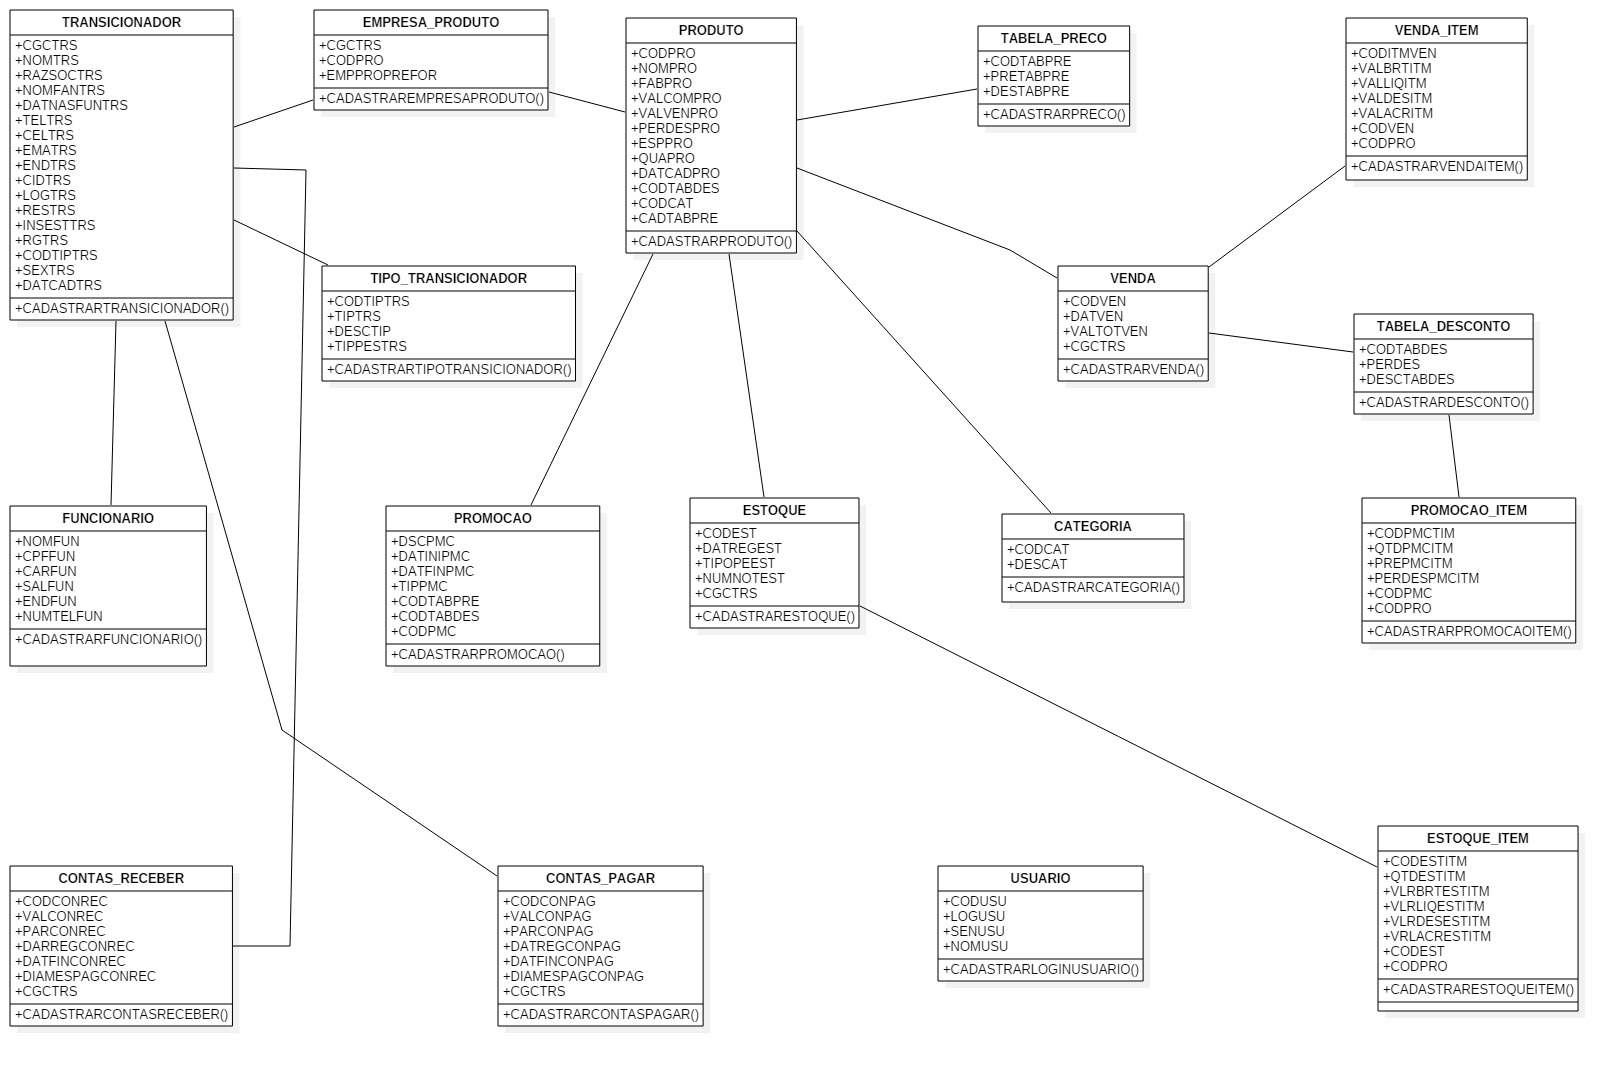 TRANSICIONADOR
+CGCTRS
+NOMTRS
+RAZSOCTRS
+NOMFANTRS
+DATNASFUNTRS
+TELTRS
+CELTRS
+EMATRS
+ENDTRS
+CIDTRS
+LOGTRS
+RESTRS
+INSESTTRS
+RGTRS
+CODTIPTRS
+SEXTRS
+DATCADTRS
+CADASTRARTRANSICIONADOR()
EMPRESA_PRODUTO
+CGCTRS
+CODPRO
+EMPPROPREFOR
+CADASTRAREMPRESAPRODUTO()
PRODUTO
+CODPRO
+NOMPRO
+FABPRO
+VALCOMPRO
+VALVENPRO
+PERDESPRO
+ESPPRO
+QUAPRO
+DATCADPRO
+CODTABDES
+CODCAT
+CADTABPRE
+CADASTRARPRODUTO()
TABELA_PRECO
+CODTABPRE
+PRETABPRE
+DESTABPRE
+CADASTRARPRECO()
VENDA_ITEM
+CODITMVEN
+VALBRTITM
+VALLIQITM
+VALDESITM
+VALACRITM
+CODVEN
+CODPRO
+CADASTRARVENDAITEM()
TIPO_TRANSICIONADOR
+CODTIPTRS
+TIPTRS
+DESCTIP
+TIPPESTRS
+CADASTRARTIPOTRANSICIONADOR()
VENDA
+CODVEN
+DATVEN
+VALTOTVEN
+CGCTRS
+CADASTRARVENDA()
TABELA_DESCONTO
+CODTABDES
+PERDES
+DESCTABDES
+CADASTRARDESCONTO()
FUNCIONARIO
+NOMFUN
+CPFFUN
+CARFUN
+SALFUN
+ENDFUN
+NUMTELFUN
+CADASTRARFUNCIONARIO()
PROMOCAO
+DSCPMC
+DATINIPMC
+DATFINPMC
+TIPPMC
+CODTABPRE
+CODTABDES
+CODPMC
+CADASTRARPROMOCAO()
ESTOQUE
+CODEST
+DATREGEST
+TIPOPEEST
+NUMNOTEST
+CGCTRS
+CADASTRARESTOQUE()
CATEGORIA
+CODCAT
+DESCAT
+CADASTRARCATEGORIA()
PROMOCAO_ITEM
+CODPMCTIM
+QTDPMCITM
+PREPMCITM
+PERDESPMCITM
+CODPMC
+CODPRO
+CADASTRARPROMOCAOITEM()
CONTAS_RECEBER
+CODCONREC
+VALCONREC
+PARCONREC
+DARREGCONREC
+DATFINCONREC
+DIAMESPAGCONREC
+CGCTRS
+CADASTRARCONTASRECEBER()
CONTAS_PAGAR
+CODCONPAG
+VALCONPAG
+PARCONPAG
+DATREGCONPAG
+DATFINCONPAG
+DIAMESPAGCONPAG
+CGCTRS
+CADASTRARCONTASPAGAR()
USUARIO
+CODUSU
+LOGUSU
+SENUSU
+NOMUSU
+CADASTRARLOGINUSUARIO()
ESTOQUE_ITEM
+CODESTITM
+QTDESTITM
+VLRBRTESTITM
+VLRLIQESTITM
+VLRDESESTITM
+VRLACRESTITM
+CODEST
+CODPRO
+CADASTRARESTOQUEITEM()